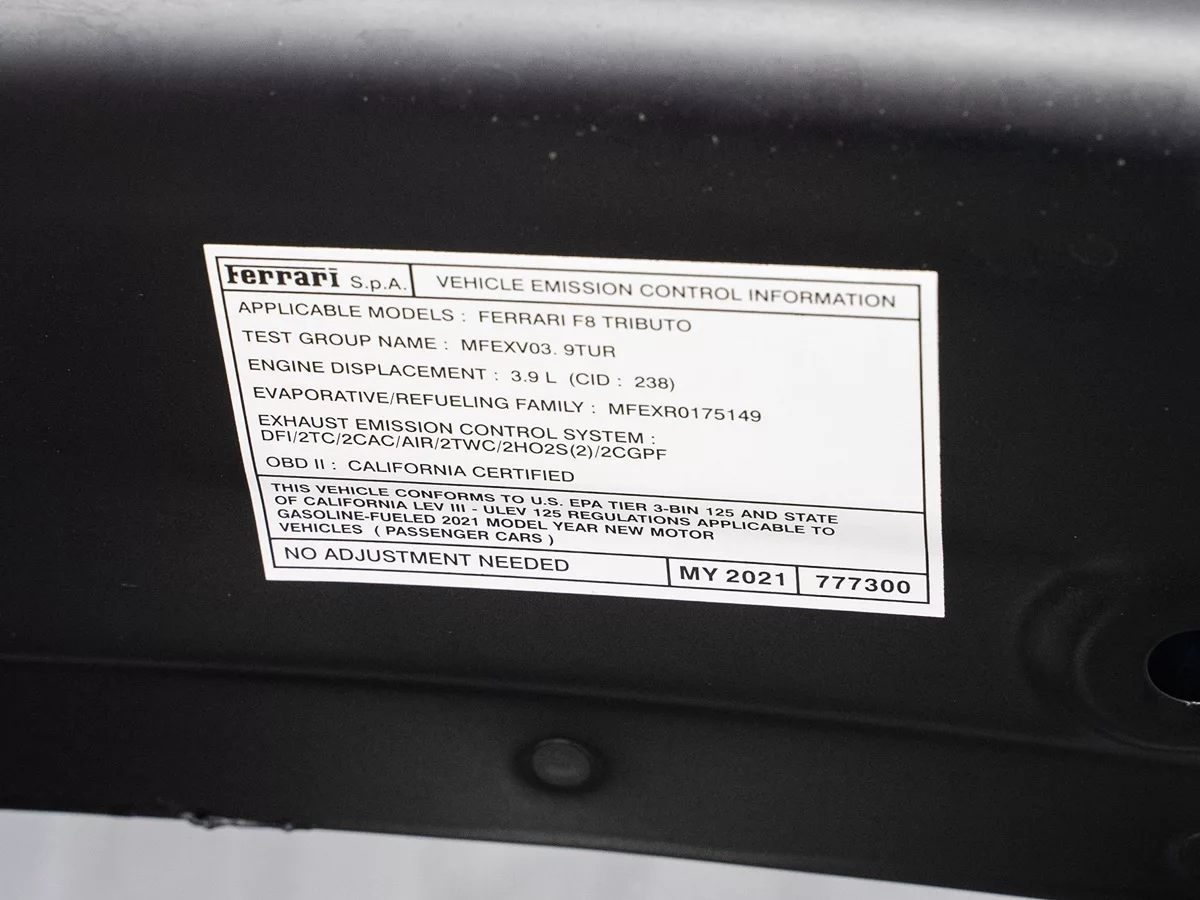 Ferrari S.p.A. VEHICLE EMISSION CONTROL INFORMATION
APPLICABLE MODELS : FERRARI F8 TRIBUTO
TEST GROUP NAME : MFEXV03. 9TUR
ENGINE DISPLACEMENT : 3.9 L (CID : 238)
EVAPORATIVE/REFUELING FAMILY : MFEXR0175149
EXHAUST EMISSION CONTROL SYSTEM :
DFI/2TC/2CAC/AIR/2TWC/2HO2S(2)/2CGPF
OBD II : CALIFORNIA CERTIFIED
THIS VEHICLE CONFORMS TO U.S. EPA TIER 3-BIN 125 AND STATE
OF CALIFORNIA LEV III - ULEV 125 REGULATIONS APPLICABLE TO
GASOLINE-FUELED 2021 MODEL YEAR NEW MOTOR
VEHICLES ( PASSENGER CARS )
NO ADJUSTMENT NEEDED MY 2021 777300